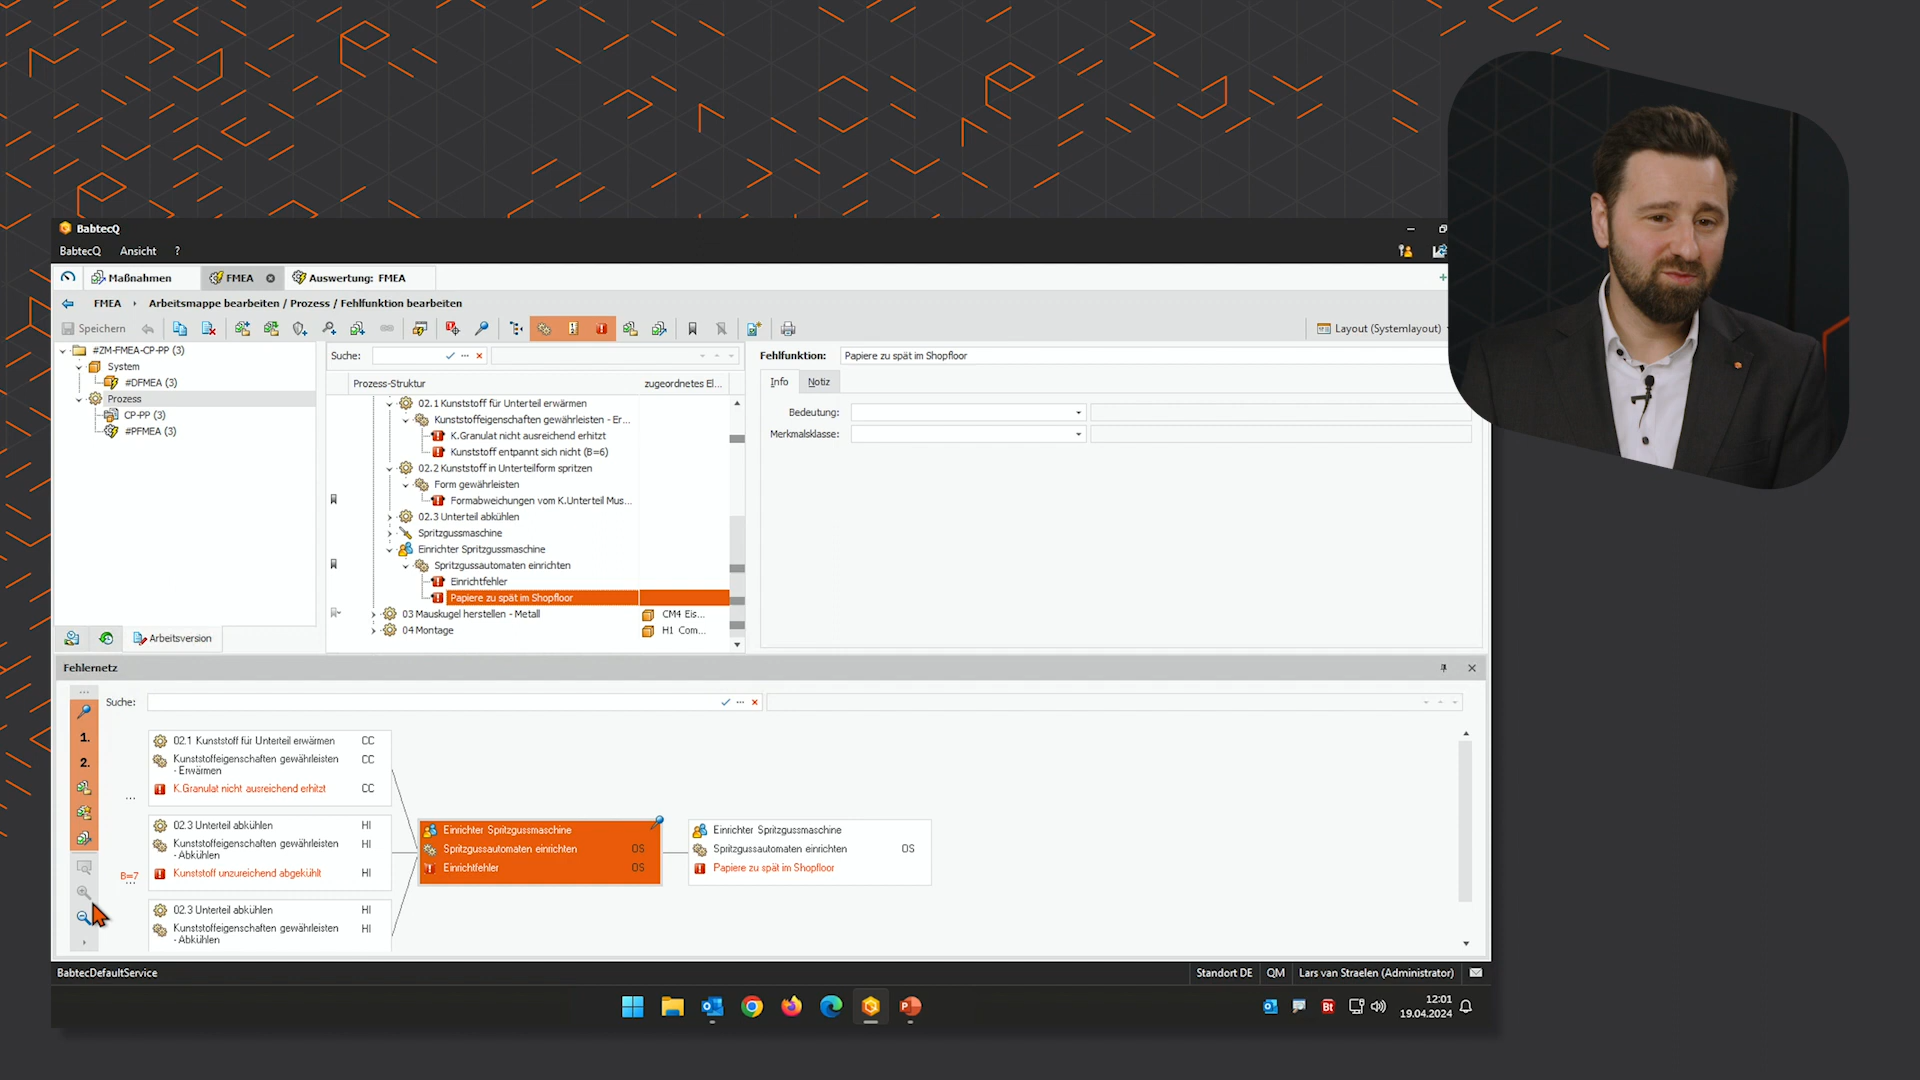 BabtecQ
BabtecQ Ansicht ?
Maßnahmen FMEA Auswertung: FMEA
FMEA Arbeitsmappe bearbeiten / Prozess / Fehlfunktion bearbeiten
Speichern Layout (Systemlayout)
#ZM-FMEA-CP-PP (3)
System
#DFMEA (3)
Prozess
CP-PP (3)
#PFMEA (3)
Arbeitsversion
Suche:
Prozess-Struktur zugeordnetes El...
02.1 Kunststoff für Unterteil erwärmen
Kunststoffeigenschaften gewährleisten - Er...
K.Granulat nicht ausreichend erhitzt
Kunststoff entpannt sich nicht (B=6)
02.2 Kunststoff in Unterteilform spritzen
Form gewährleisten
Formabweichungen vom K.Unterteil Mus...
02.3 Unterteil abkühlen
Spritzgussmaschine
Einrichter Spritzgussmaschine
Spritzgussautomaten einrichten
Einrichtfehler
Papiere zu spät im Shopfloor
03 Mauskugel herstellen - Metall CM4 Eis...
04 Montage H1 Com...
Fehlfunktion: Papiere zu spät im Shopfloor
Info Notiz
Bedeutung:
Merkmalsklasse:
Fehlernetz
Suche:
1.
2.
02.1 Kunststoff für Unterteil erwärmen CC
Kunststoffeigenschaften gewährleisten CC
- Erwärmen
K.Granulat nicht ausreichend erhitzt CC
...
02.3 Unterteil abkühlen HI
Kunststoffeigenschaften gewährleisten HI
- Abkühlen
B=7 Kunststoff unzureichend abgekühlt HI
...
02.3 Unterteil abkühlen HI
Kunststoffeigenschaften gewährleisten HI
- Abkühlen
Einrichter Spritzgussmaschine
Spritzgussautomaten einrichten OS
Einrichtfehler OS
Einrichter Spritzgussmaschine
Spritzgussautomaten einrichten OS
Papiere zu spät im Shopfloor
BabtecDefaultService Standort DE QM Lars van Straelen (Administrator)
Bt
12:01
19.04.2024